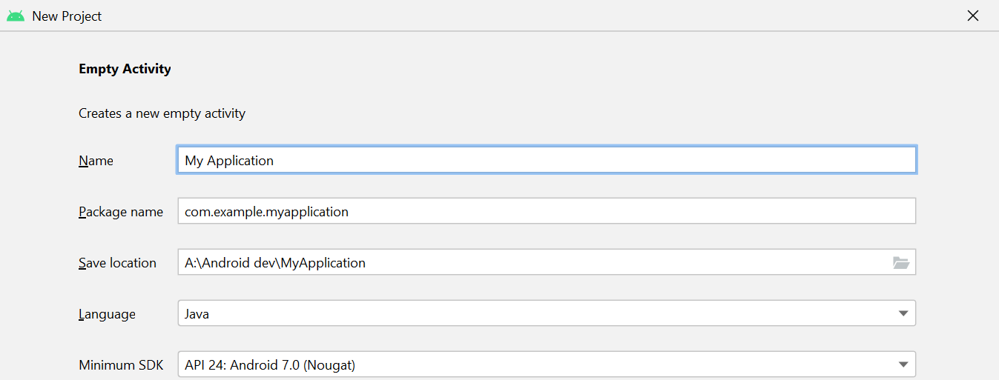 New Project
Empty Activity
Creates a new empty activity
Name My Application
Package name com.example.myapplication
Save location A:\Android dev\MyApplication
Language Java
Minimum SDK API 24: Android 7.0 (Nougat)